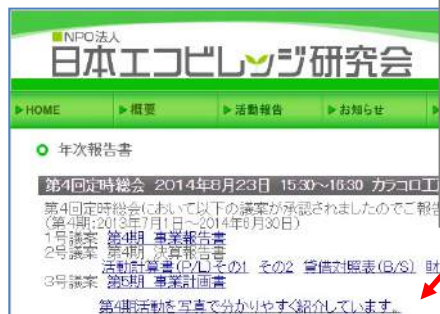 NPO法人
日本エコビレッジ研究会
HOME 概要 活動報告 お知らせ
年次報告書
第4回定時総会 2014年8月23日 15:30~16:30 カラコロ工
第4回定時総会において以下の議案が承認されましたのでご報
(第4期:2013年7月1日~2014年6月30日)
1号議案 第4期 事業報告書
2号議案 第4期 決算報告
活動計算書(P/L)その1 その2 貸借対照表(B/S) 財
3号議案 第5期 事業計画書
第4期活動を写真で分かりやすく紹介しています。